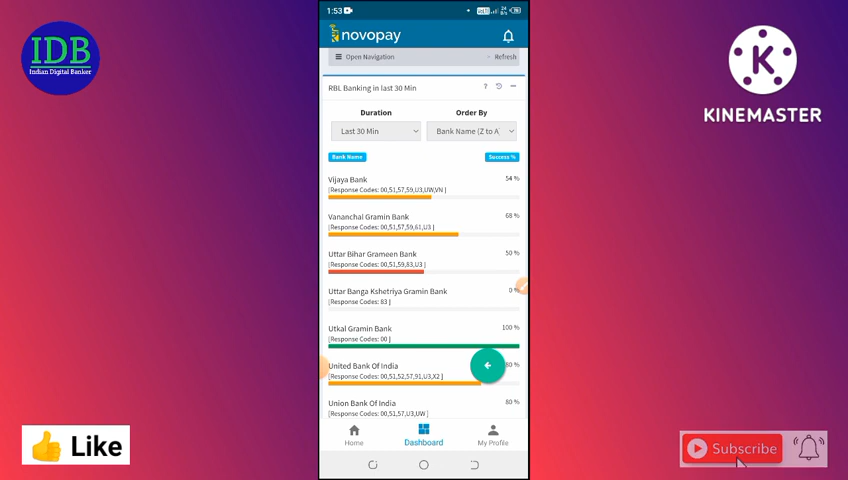 1:53
IDB
Indian Digital Banker
novopay
K
KINEMASTER
Open Navigation
Refresh
RBL Banking in last 30 Min
?
Duration
Order By
Last 30 Min
Bank Name (Z to A)
Bank Name
Success %
Vijaya Bank
54 %
[Response Codes: 00,51,57,59,U3,UW,VN ]
Vananchal Gramin Bank
68 %
[Response Codes: 00,51,57,59,61,U3 ]
Uttar Bihar Grameen Bank
50 %
[Response Codes: 00,51,59,83,U3 ]
Uttar Banga Kshetriya Gramin Bank
0 %
[Response Codes: 83 ]
Utkal Gramin Bank
100 %
[Response Codes: 00 ]
United Bank Of India
80 %
[Response Codes: 00,51,52,57,91,U3,X2 ]
Union Bank Of India
80 %
[Response Codes: 00,51,57,U3,UW ]
Home
Dashboard
My Profile
Like
Subscribe